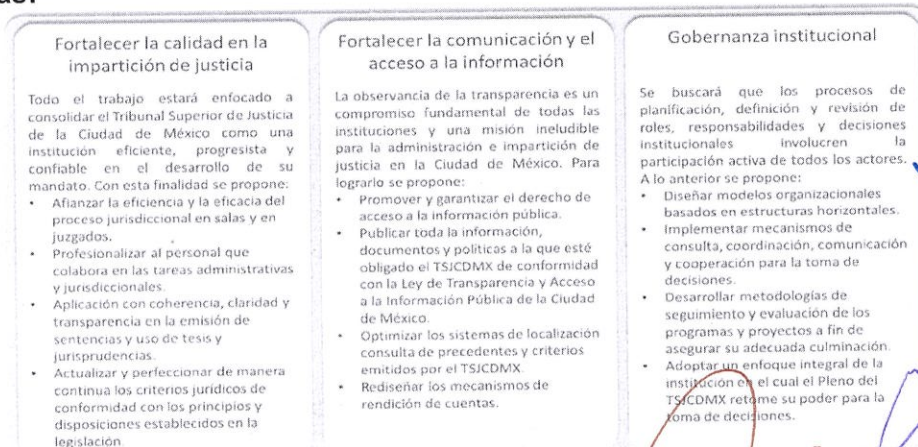 as:
Fortalecer la calidad en la
impartición de justicia
Todo el trabajo estará enfocado a
consolidar el Tribunal Superior de Justicia
de la Ciudad de México como una
institución eficiente, progresista y
confiable en el desarrollo de su
mandato. Con esta finalidad se propone:
• Afianzar la eficiencia y la eficacia del
proceso jurisdiccional en salas y en
juzgados.
• Profesionalizar al personal que
colabora en las tareas administrativas
y jurisdiccionales.
• Aplicación con coherencia, claridad y
transparencia en la emisión de
sentencias y uso de tesis y
jurisprudencias.
• Actualizar y perfeccionar de manera
continua los criterios jurídicos de
conformidad con los principios y
disposiciones establecidos en la
legislación.
Fortalecer la comunicación y el
acceso a la información
La observancia de la transparencia es un
compromiso fundamental de todas las
instituciones y una misión ineludible
para la administración e impartición de
justicia en la Ciudad de México. Para
lograrlo se propone:
• Promover y garantizar el derecho de
acceso a la información pública.
• Publicar toda la información,
documentos y políticas a la que esté
obligado el TSJCDMX de conformidad
con la Ley de Transparencia y Acceso
a la Información Pública de la Ciudad
de México.
• Optimizar los sistemas de localización
consulta de precedentes y criterios
emitidos por el TSJCDMX.
• Rediseñar los mecanismos de
rendición de cuentas.
Gobernanza institucional
Se buscará que los procesos de
planificación, definición y revisión de
roles, responsabilidades y decisiones
institucionales involucren la
participación activa de todos los actores.
A lo anterior se propone:
• Diseñar modelos organizacionales
basados en estructuras horizontales.
• Implementar mecanismos de
consulta, coordinación, comunicación
y cooperación para la toma de
decisiones.
• Desarrollar metodologías de
seguimiento y evaluación de los
programas y proyectos a fin de
asegurar su adecuada culminación.
• Adoptar un enfoque integral de la
institución en el cual el Pleno del
TSJCDMX retome su poder para la
toma de decisiones.